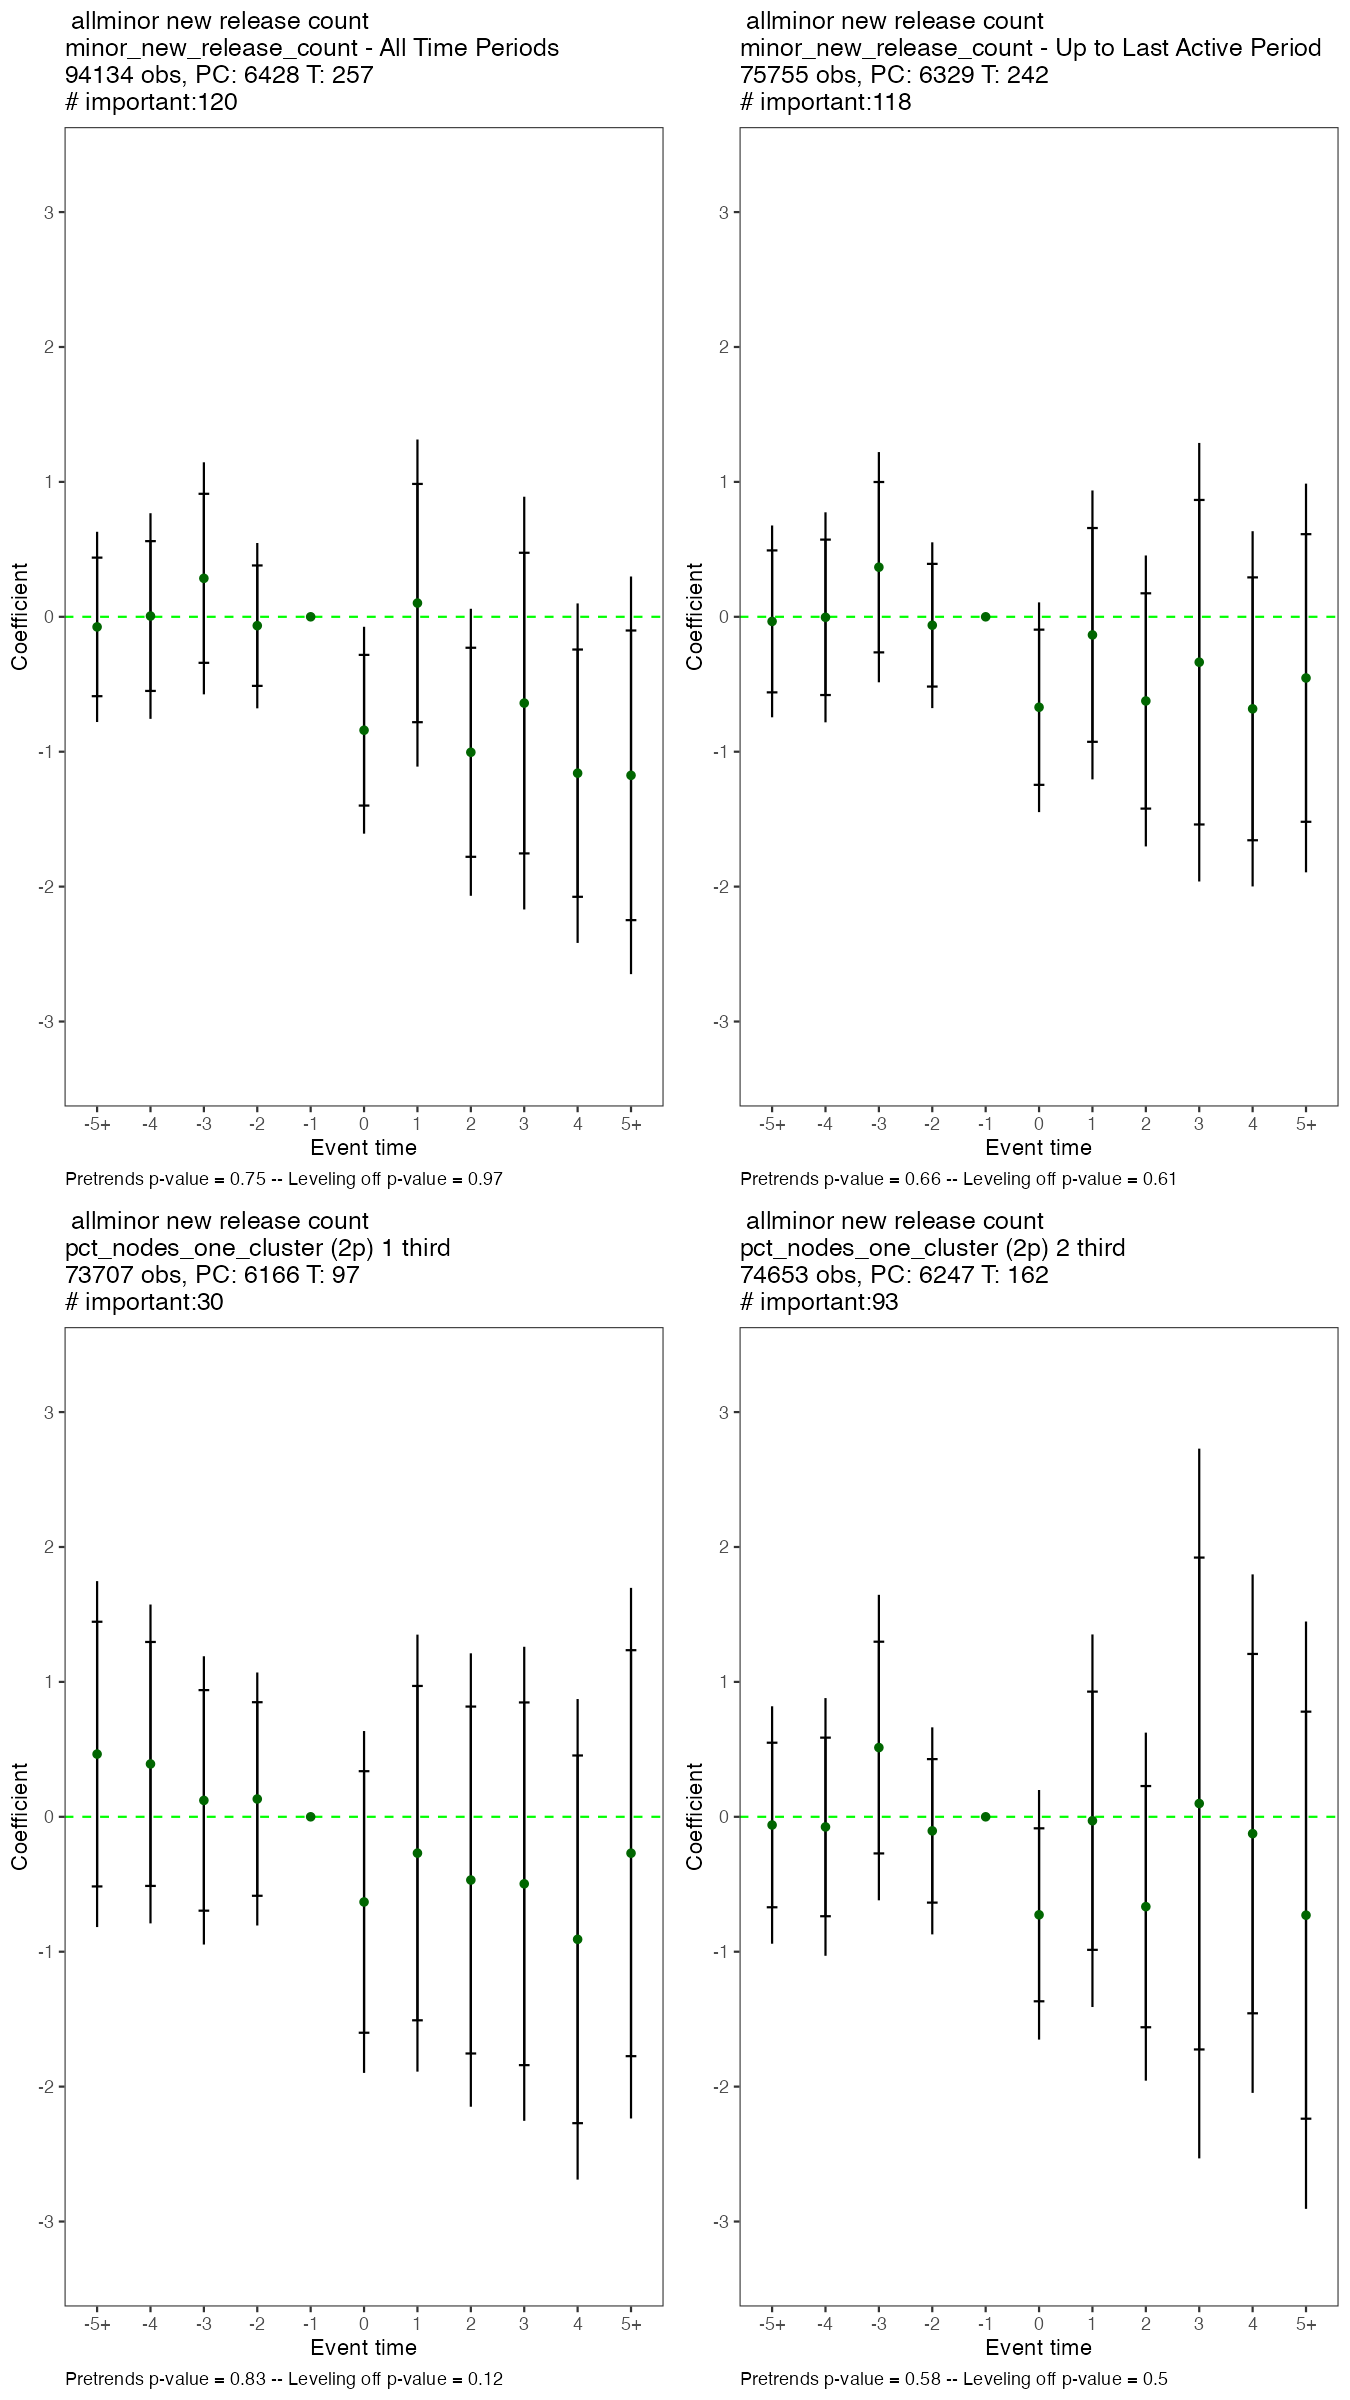 allminor new release count
minor_new_release_count - All Time Periods
94134 obs, PC: 6428 T: 257
# important:120
3
2
1
0
-1
-2
-3
Coefficient
-5+ -4 -3 -2 -1 0 1 2 3 4 5+
Event time
Pretrends p-value = 0.75 -- Leveling off p-value = 0.97
allminor new release count
minor_new_release_count - Up to Last Active Period
75755 obs, PC: 6329 T: 242
# important:118
3
2
1
0
-1
-2
-3
Coefficient
-5+ -4 -3 -2 -1 0 1 2 3 4 5+
Event time
Pretrends p-value = 0.66 -- Leveling off p-value = 0.61
allminor new release count
pct_nodes_one_cluster (2p) 1 third
73707 obs, PC: 6166 T: 97
# important:30
3
2
1
0
-1
-2
-3
Coefficient
-5+ -4 -3 -2 -1 0 1 2 3 4 5+
Event time
Pretrends p-value = 0.83 -- Leveling off p-value = 0.12
allminor new release count
pct_nodes_one_cluster (2p) 2 third
74653 obs, PC: 6247 T: 162
# important:93
3
2
1
0
-1
-2
-3
Coefficient
-5+ -4 -3 -2 -1 0 1 2 3 4 5+
Event time
Pretrends p-value = 0.58 -- Leveling off p-value = 0.5